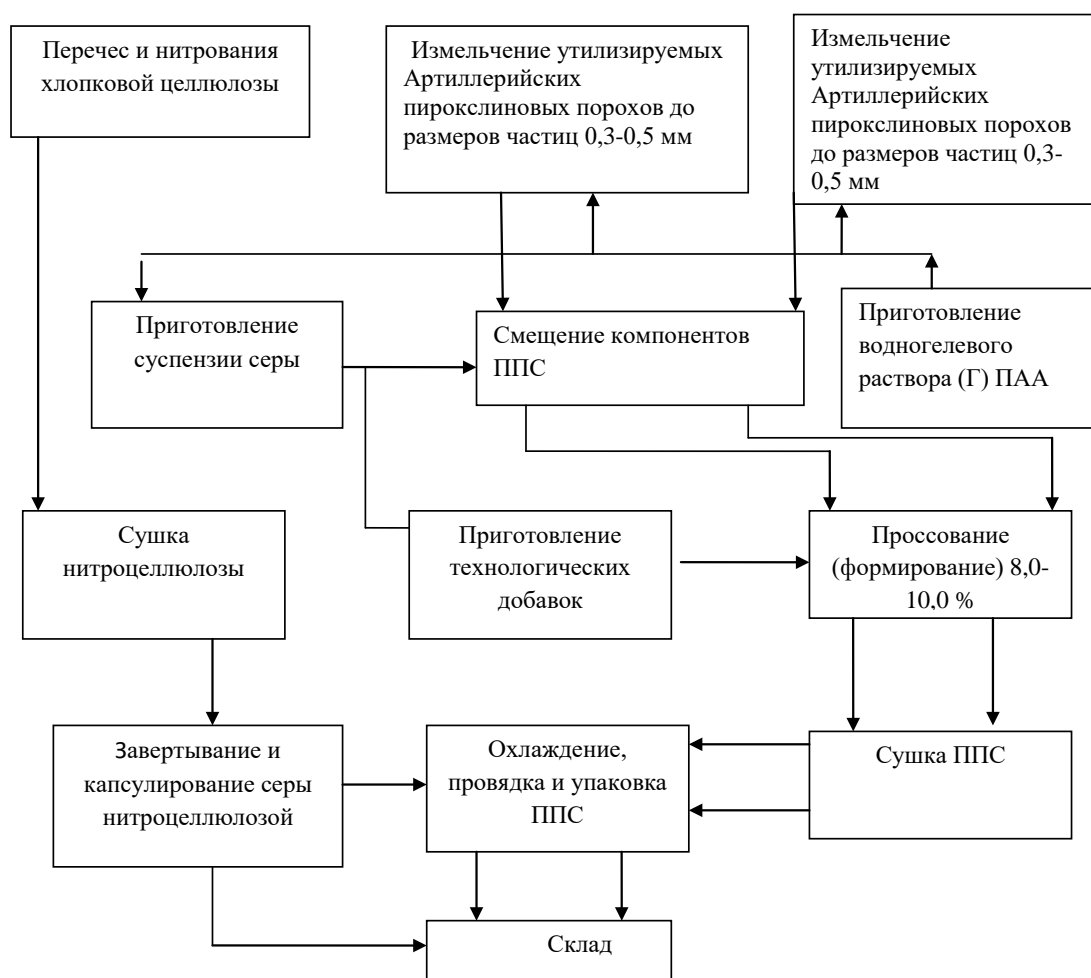 Перечес и нитрования
хлопковой целлюлозы
Измельчение утилизируемых
Артиллерийских
пирокслиновых порохов до
размеров частиц 0,3-0,5 мм
Измельчение
утилизируемых
Артиллерийских
пирокслиновых порохов
до размеров частиц 0,3-
0,5 мм
Приготовление
суспензии серы
Смещение компонентов
ППС
Приготовление
водногелевого
раствора (Г) ПАА
Сушка
нитроцеллюлозы
Приготовление
технологических
добавок
Проссование
(формирование) 8,0-
10,0 %
Завертывание и
капсулирование серы
нитроцеллюлозой
Охлаждение,
провядка и упаковка
ППС
Сушка ППС
Склад